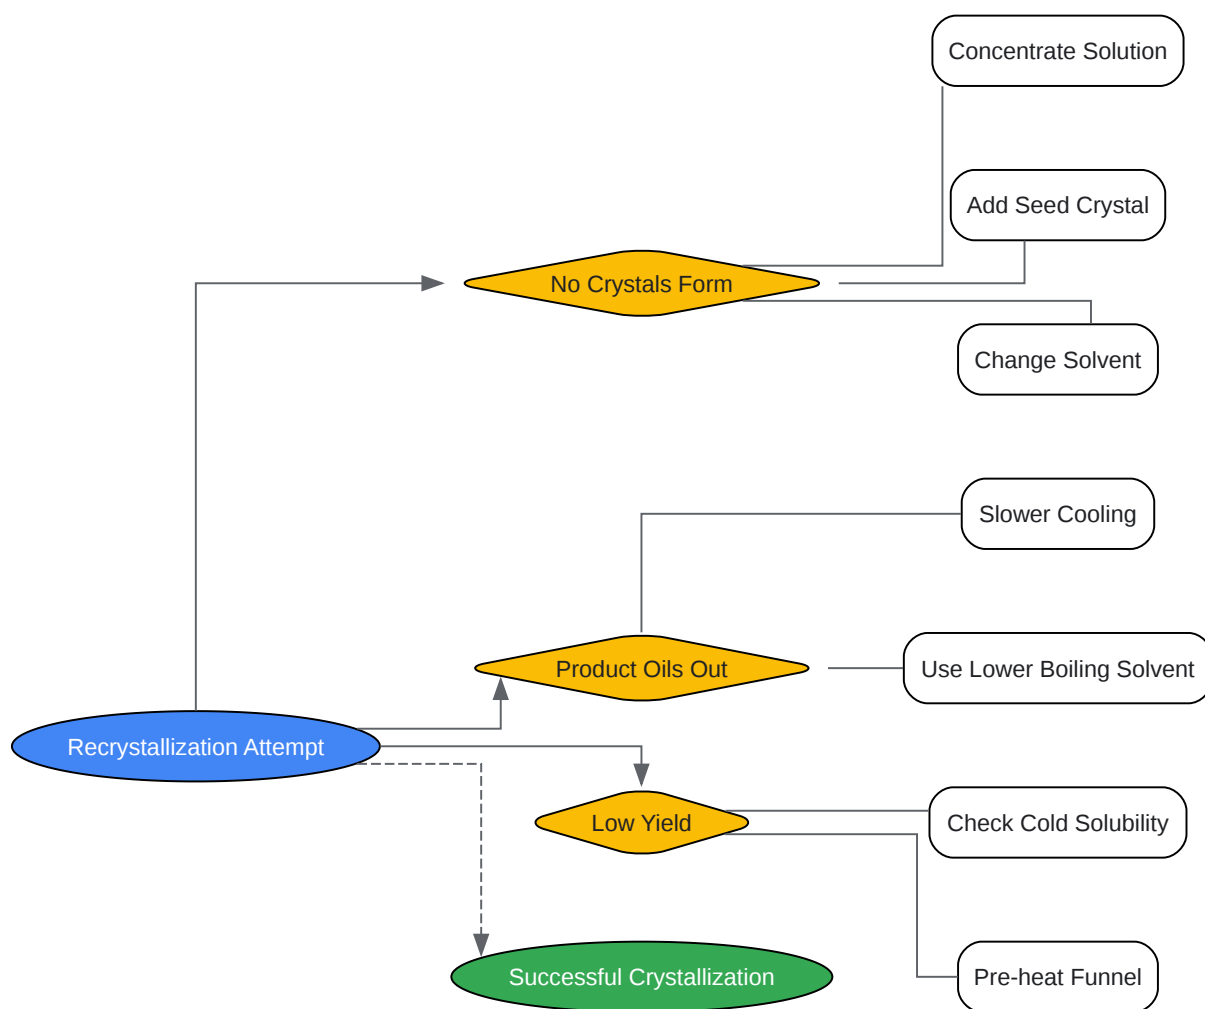 Concentrate Solution
Add Seed Crystal
No Crystals Form
Change Solvent
Slower Cooling
Product Oils Out
Use Lower Boiling Solvent
Recrystallization Attempt
Low Yield
Check Cold Solubility
Successful Crystallization
Pre-heat Funnel